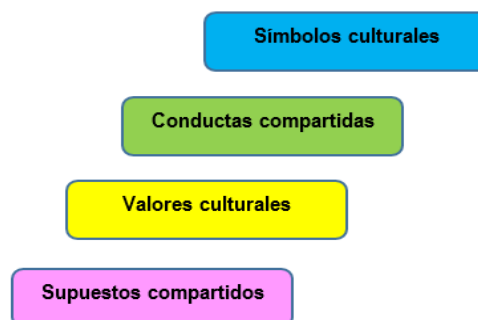 Símbolos culturales
Conductas compartidas
Valores culturales
Supuestos compartidos